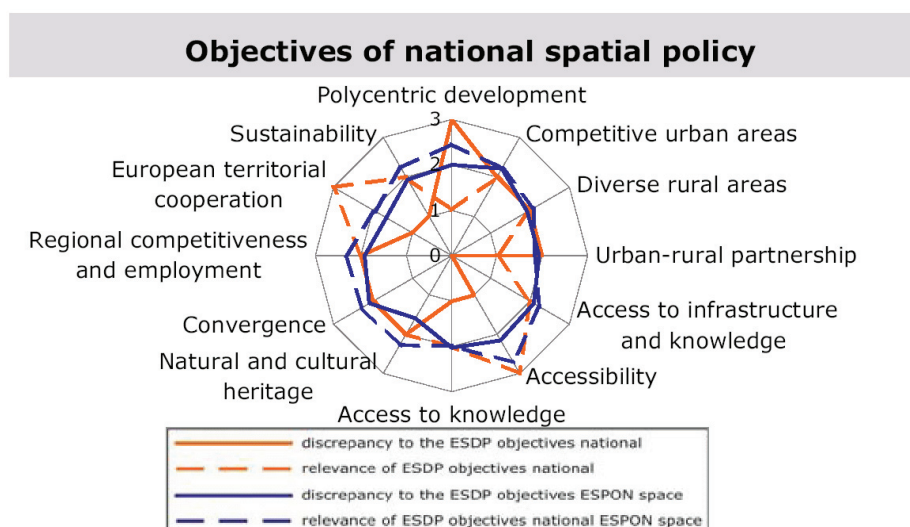 Objectives of national spatial policy
Polycentric development
3
Sustainability
Competitive urban areas
2
European territorial
cooperation
Diverse rural areas
1
Regional competitiveness
and employment
0
Urban-rural partnership
Convergence
Access to infrastructure
and knowledge
Natural and cultural
heritage
Accessibility
Access to knowledge
discrepancy to the ESDP objectives national
relevance of ESDP objectives national
discrepancy to the ESDP objectives ESPON space
relevance of ESDP objectives national ESPON space